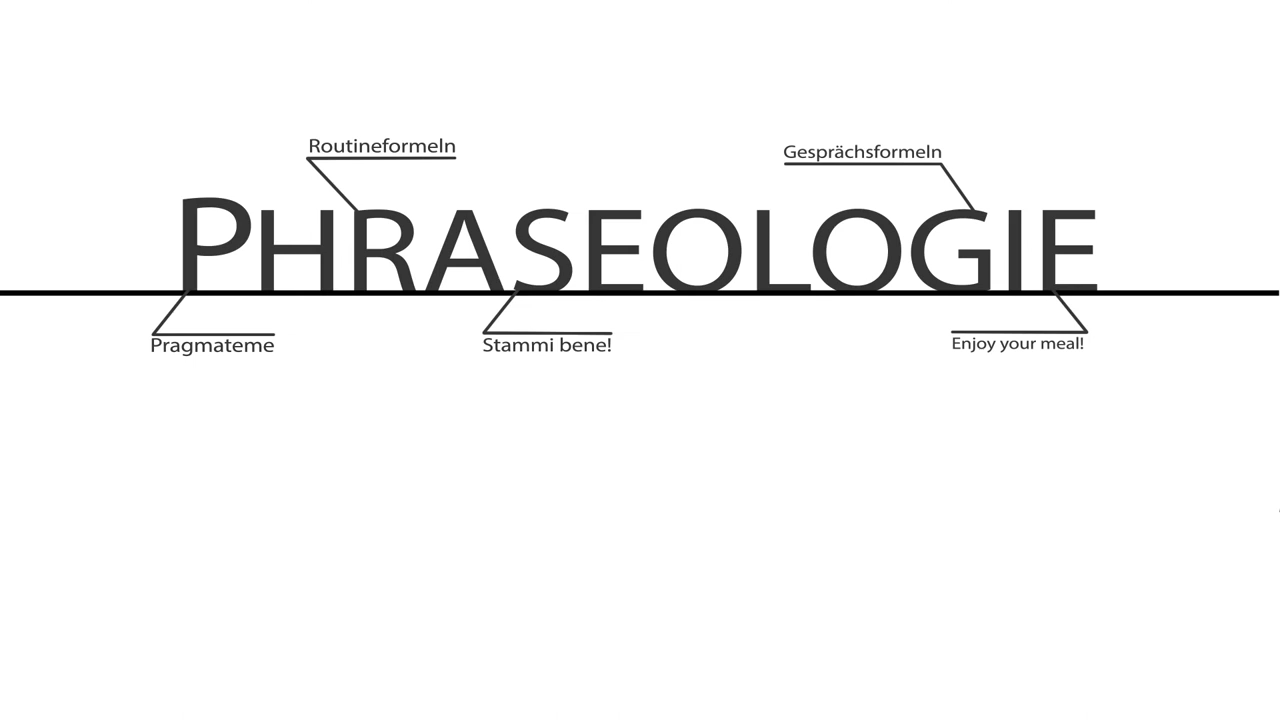 Routineformeln
Gesprächsformeln
PHRASEOLOGIE
Pragmateme
Stammi bene!
Enjoy your meal!